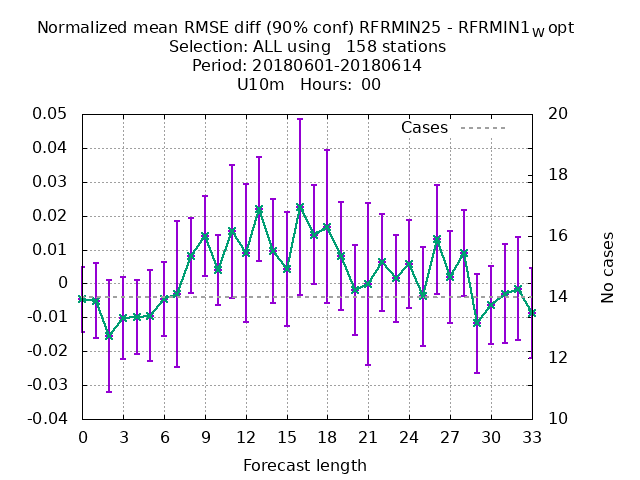 Normalized mean RMSE diff (90% conf) RFRMIN25 - RFRMIN1wopt
Selection: ALL using   158 stations
Period: 20180601-20180614
U10m   Hours:  00
Cases
0.05
0.04
0.03
0.02
0.01
0
-0.01
-0.02
-0.03
-0.04
20
18
16
14
12
10
No cases
0 3 6 9 12 15 18 21 24 27 30 33
Forecast length